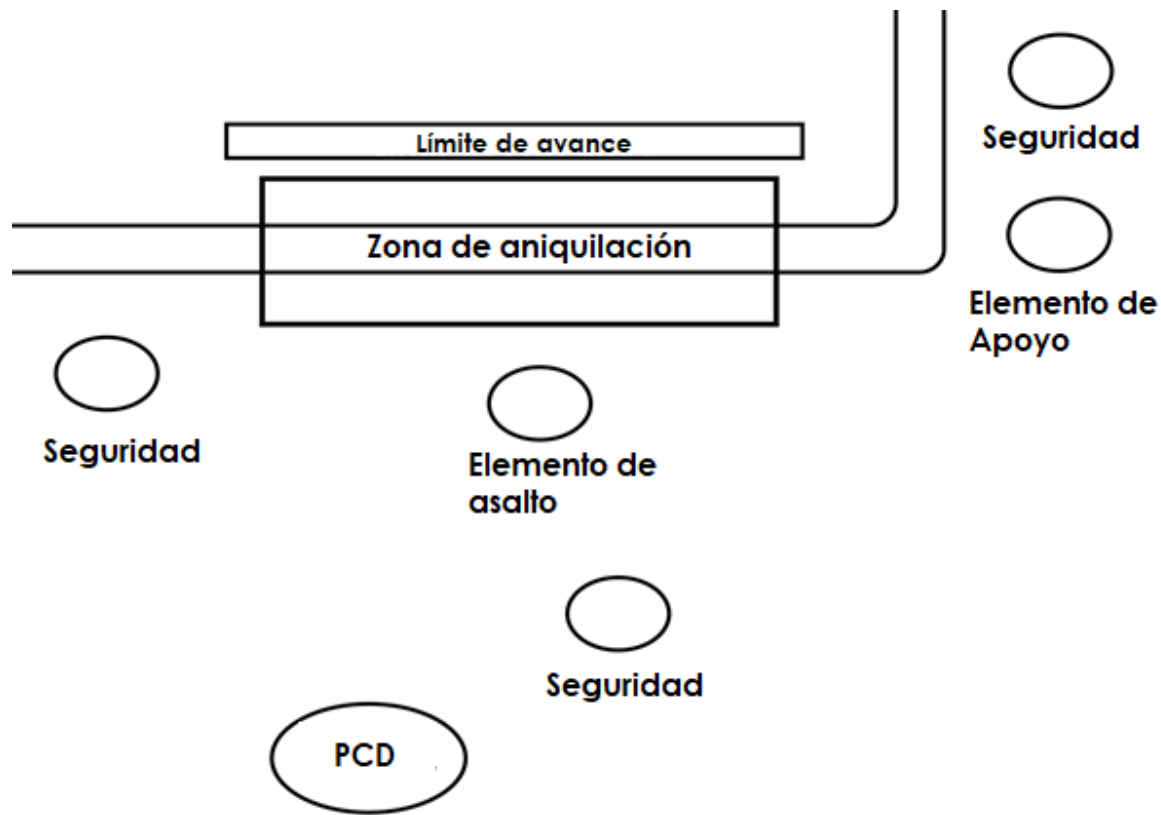 Seguridad
Límite de avance
Zona de aniquilación
Elemento de
Apoyo
Seguridad
Elemento de
asalto
Seguridad
PCD